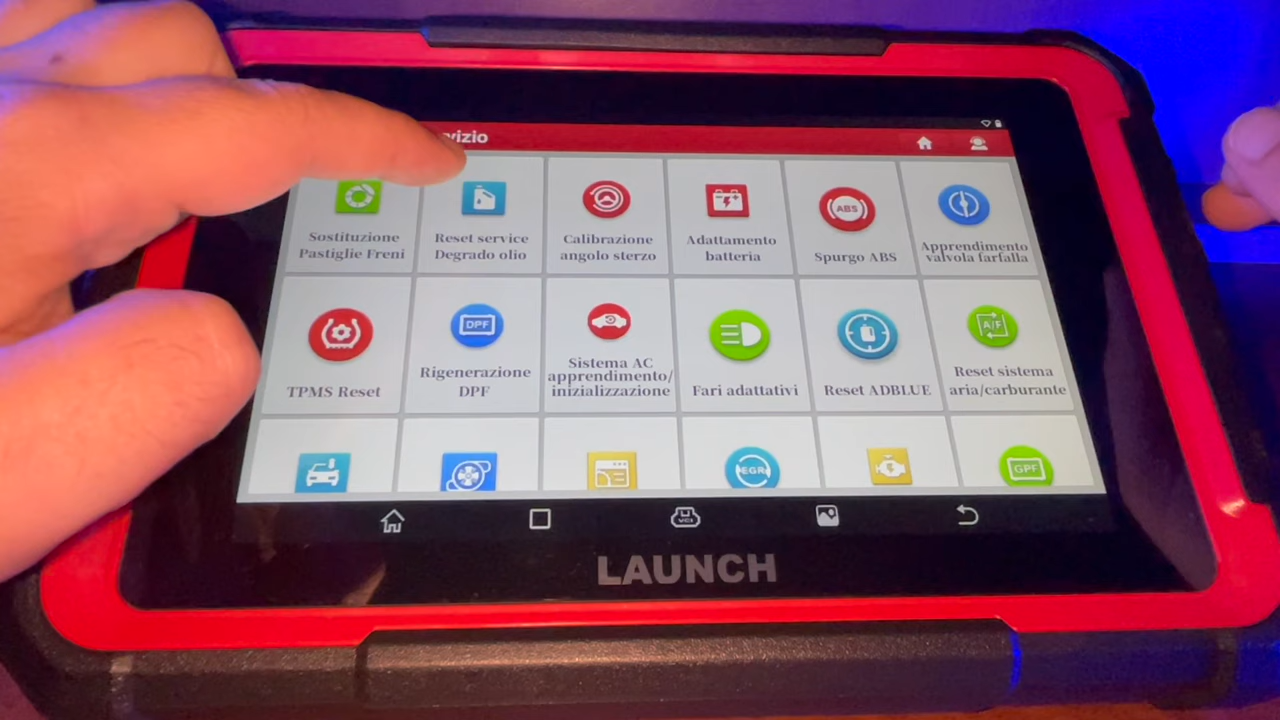 vizio
Sostituzione
Pastiglie Freni
Reset service
Degrado olio
Calibrazione
angolo sterzo
Adattamento
batteria
ABS
Spurgo ABS
Apprendimento
valvola farfalla
TPMS Reset
DPF
Rigenerazione
DPF
Sistema AC
apprendimento/
inizializzazione
Fari adattativi
Reset ADBLUE
A/F
Reset sistema
aria/carburante
EGR
GPF
VCI
LAUNCH